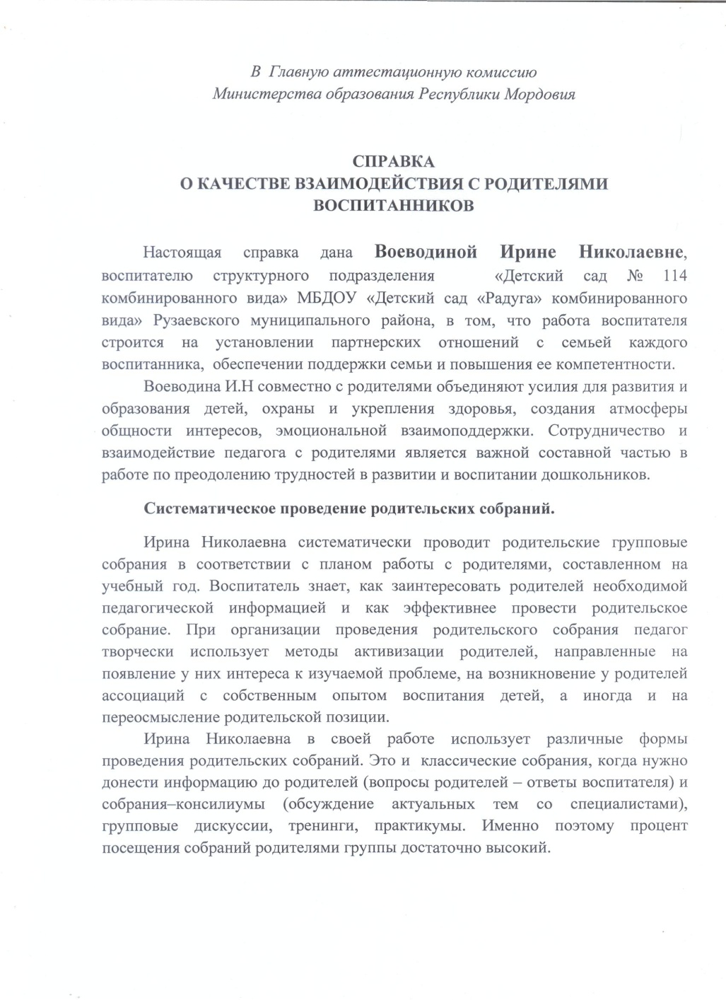 В Главную аттестационную комиссию
Министерства образования Республики Мордовия
СПРАВКА
О КАЧЕСТВЕ ВЗАИМОДЕЙСТВИЯ С РОДИТЕЛЯМИ
ВОСПИТАННИКОВ
Настоящая справка дана Воеводиной Ирине Николаевне,
воспитателю структурного подразделения «Детский сад № 114
комбинированного вида» МБДОУ «Детский сад «Радуга» комбинированного
вида» Рузаевского муниципального района, в том, что работа воспитателя
строится на установлении партнерских отношений с семьей каждого
воспитанника, обеспечении поддержки семьи и повышения ее компетентности.
Воеводина И.Н совместно с родителями объединяют усилия для развития и
образования детей, охраны и укрепления здоровья, создания атмосферы
общности интересов, эмоциональной взаимоподдержки. Сотрудничество и
взаимодействие педагога с родителями является важной составной частью в
работе по преодолению трудностей в развитии и воспитании дошкольников.
Систематическое проведение родительских собраний.
Ирина Николаевна систематически проводит родительские групповые
собрания в соответствии с планом работы с родителями, составленном на
учебный год. Воспитатель знает, как заинтересовать родителей необходимой
педагогической информацией и как эффективнее провести родительское
собрание. При организации проведения родительского собрания педагог
творчески использует методы активизации родителей, направленные на
появление у них интереса к изучаемой проблеме, на возникновение у родителей
ассоциаций с собственным опытом воспитания детей, а иногда и на
переосмысление родительской позиции.
Ирина Николаевна в своей работе использует различные формы
проведения родительских собраний. Это и классические собрания, когда нужно
донести информацию до родителей (вопросы родителей – ответы воспитателя) и
собрания–консилиумы (обсуждение актуальных тем со специалистами),
групповые дискуссии, тренинги, практикумы. Именно поэтому процент
посещения собраний родителями группы достаточно высокий.